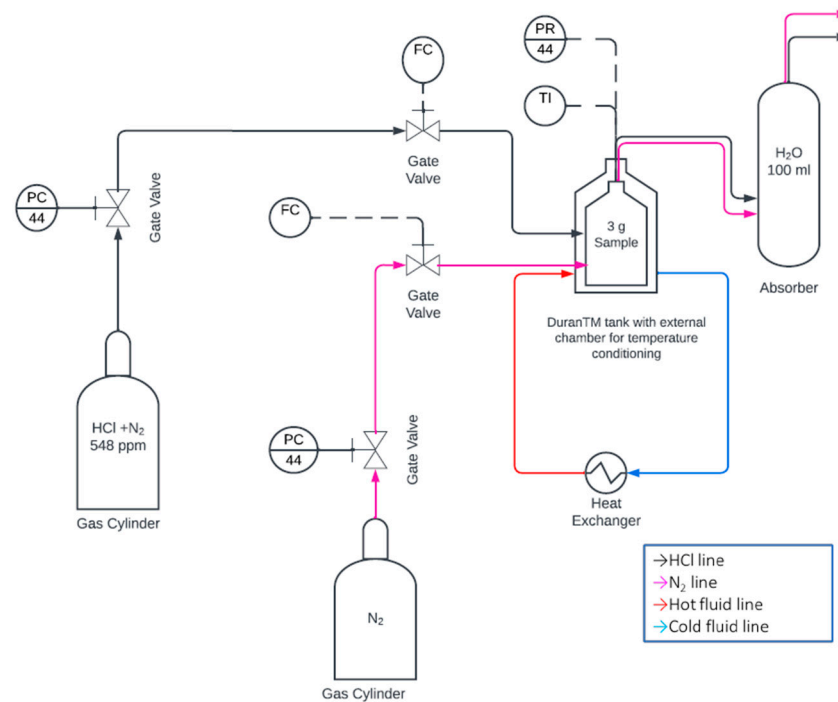 FC
PR
44
TI
H₂O
100 ml
PC
44
Gate Valve
Gate
Valve
FC
3 g
Sample
Gate
Valve
Absorber
DuranTM tank with external
chamber for temperature
conditioning
HCl +N₂
548 ppm
Gas Cylinder
PC
44
Gate Valve
Heat
Exchanger
N₂
Gas Cylinder
HCl line
N₂ line
Hot fluid line
Cold fluid line